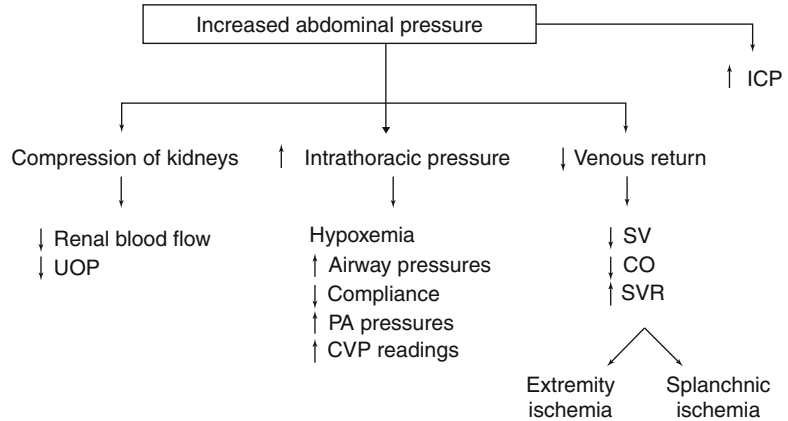 Increased abdominal pressure
↑ ICP
Compression of kidneys
↑ Intrathoracic pressure
↓ Venous return
↓ Renal blood flow
↓ UOP
Hypoxemia
↑ Airway pressures
↓ Compliance
↑ PA pressures
↑ CVP readings
↓ SV
↓ CO
↑ SVR
Extremity
ischemia
Splanchnic
ischemia